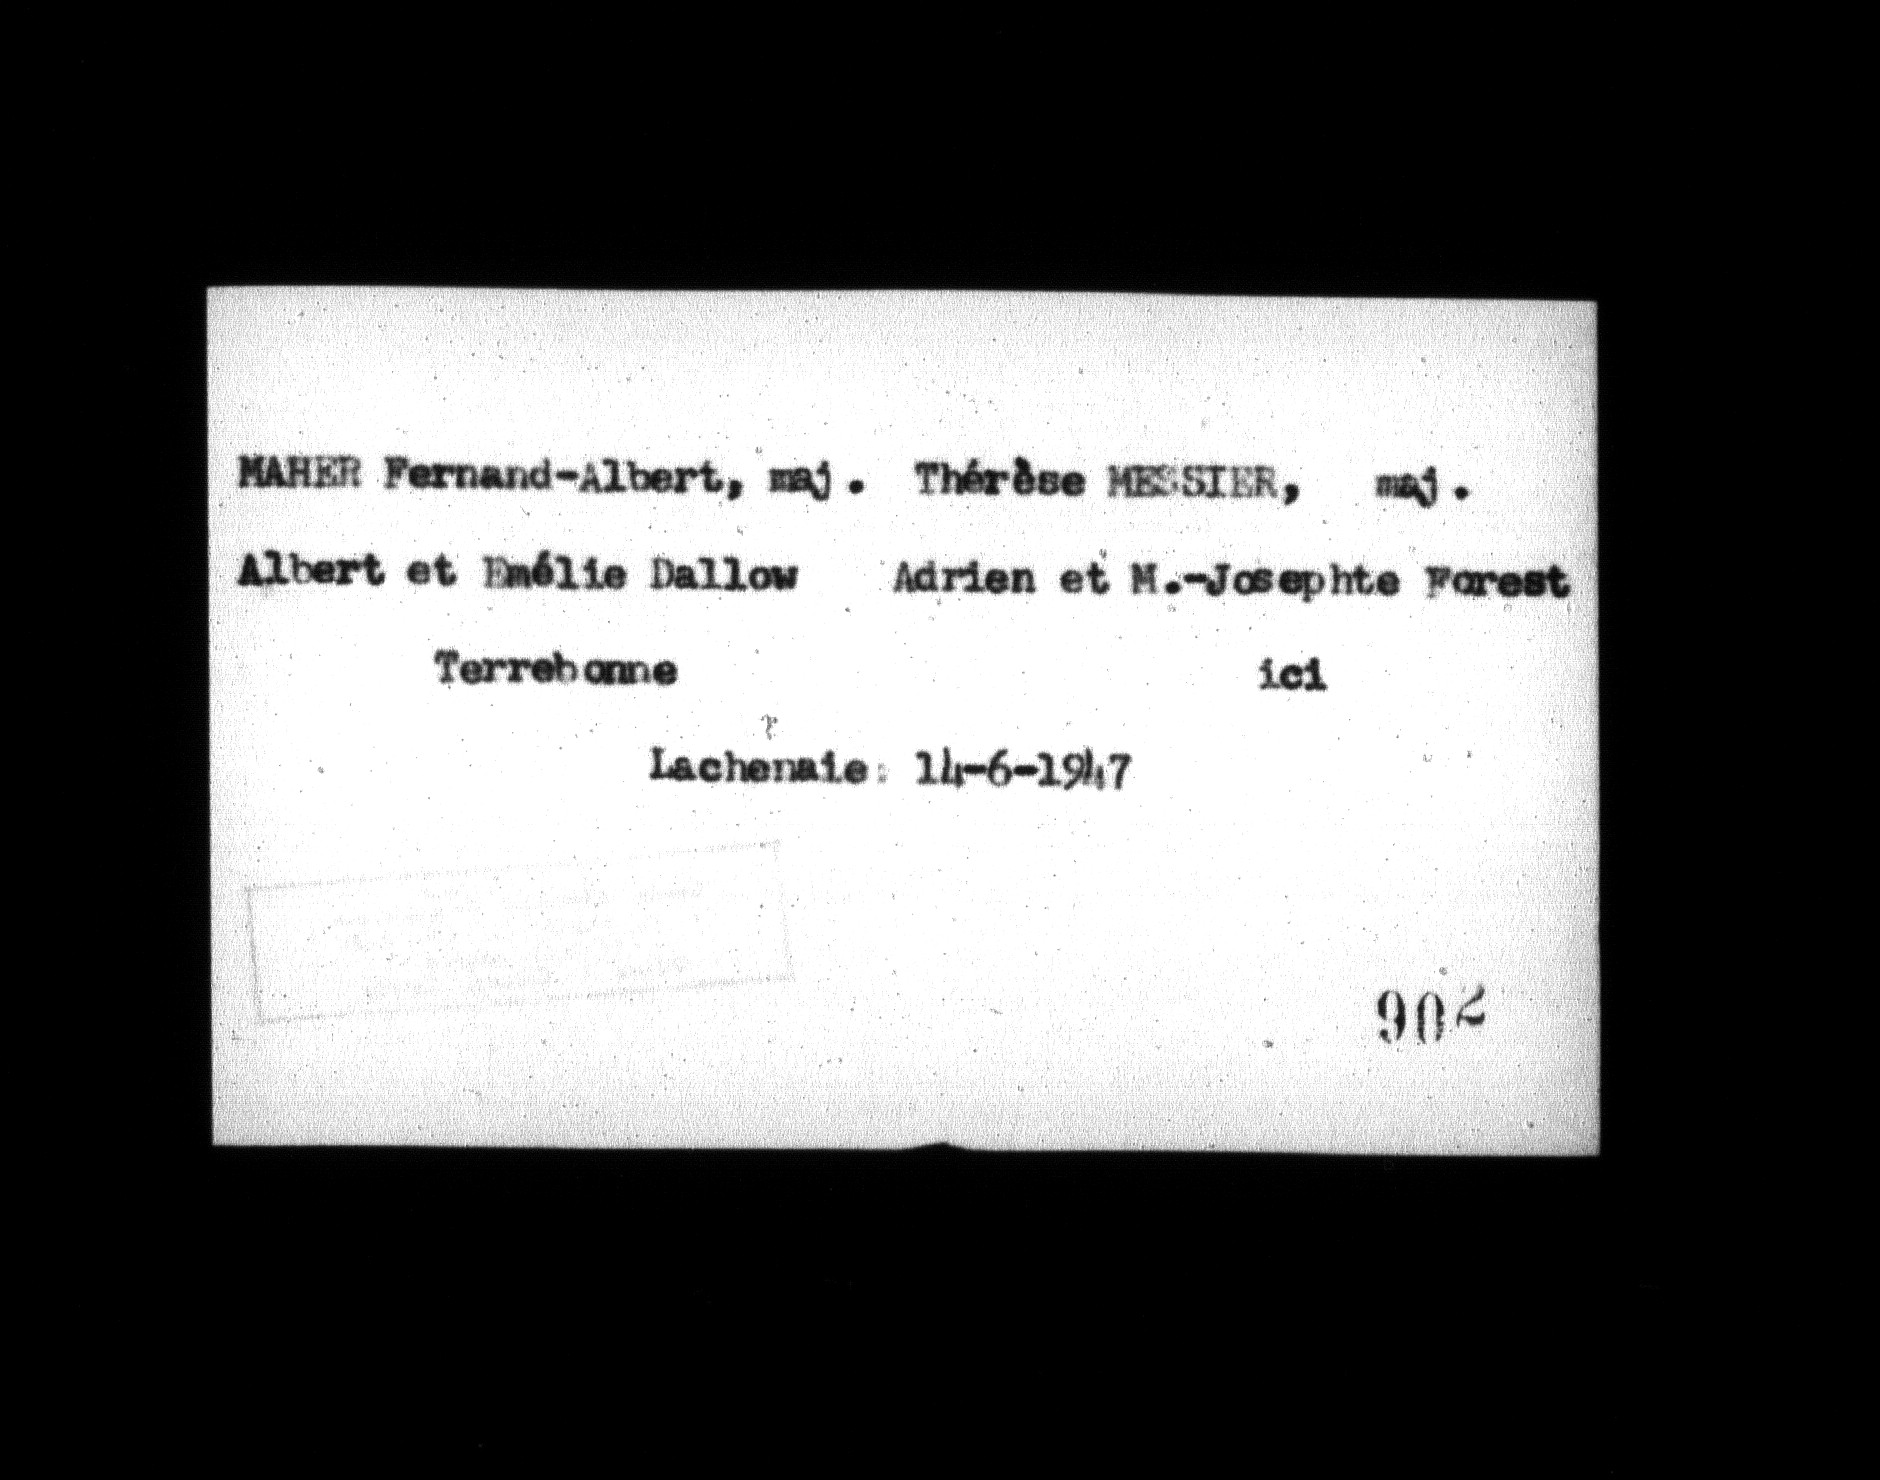 MAHER Fernand-Albert, maj. Thérèse MESSIER, maj.
Albert et Emélie Dallow Adrien et M.-Josephte Forest
Terrebonne ici
Lachenaie: 14-6-1947
902